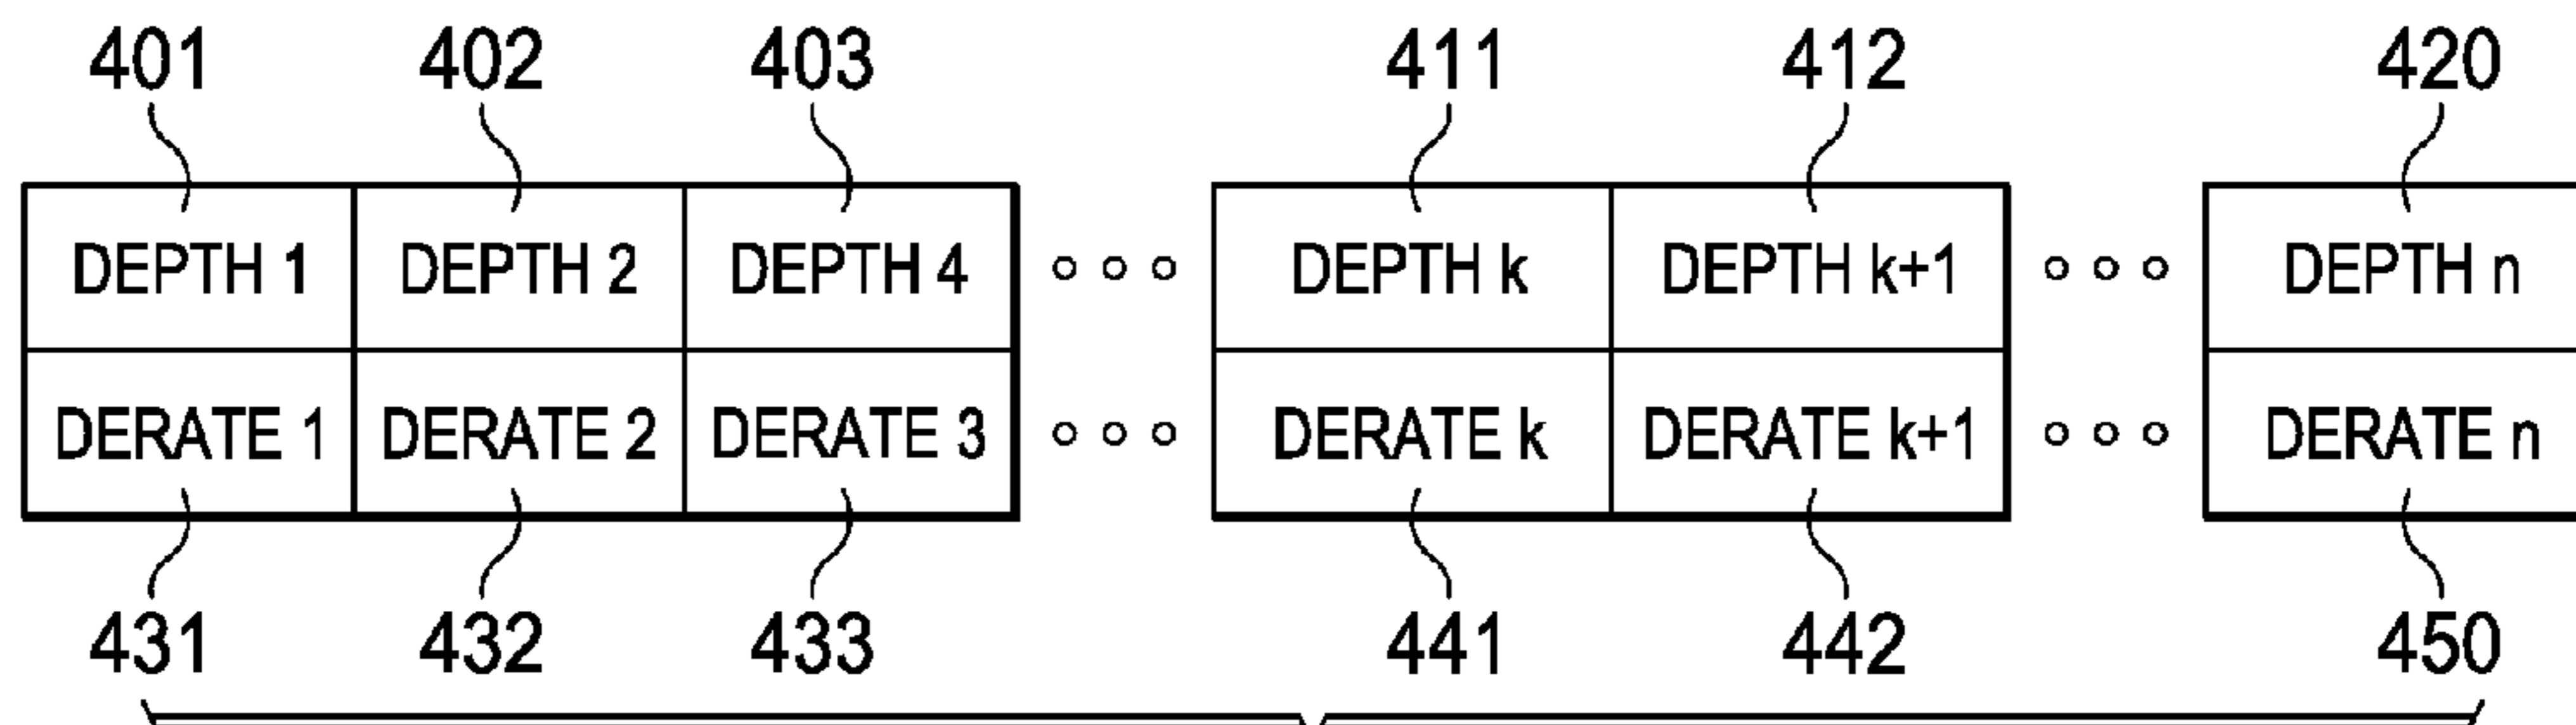 401 402 403 411 412 420
DEPTH 1 DEPTH 2 DEPTH 4 DEPTH k DEPTH k+1 DEPTH n
DERATE 1 DERATE 2 DERATE 3 DERATE k DERATE k+1 DERATE n
431 432 433 441 442 450